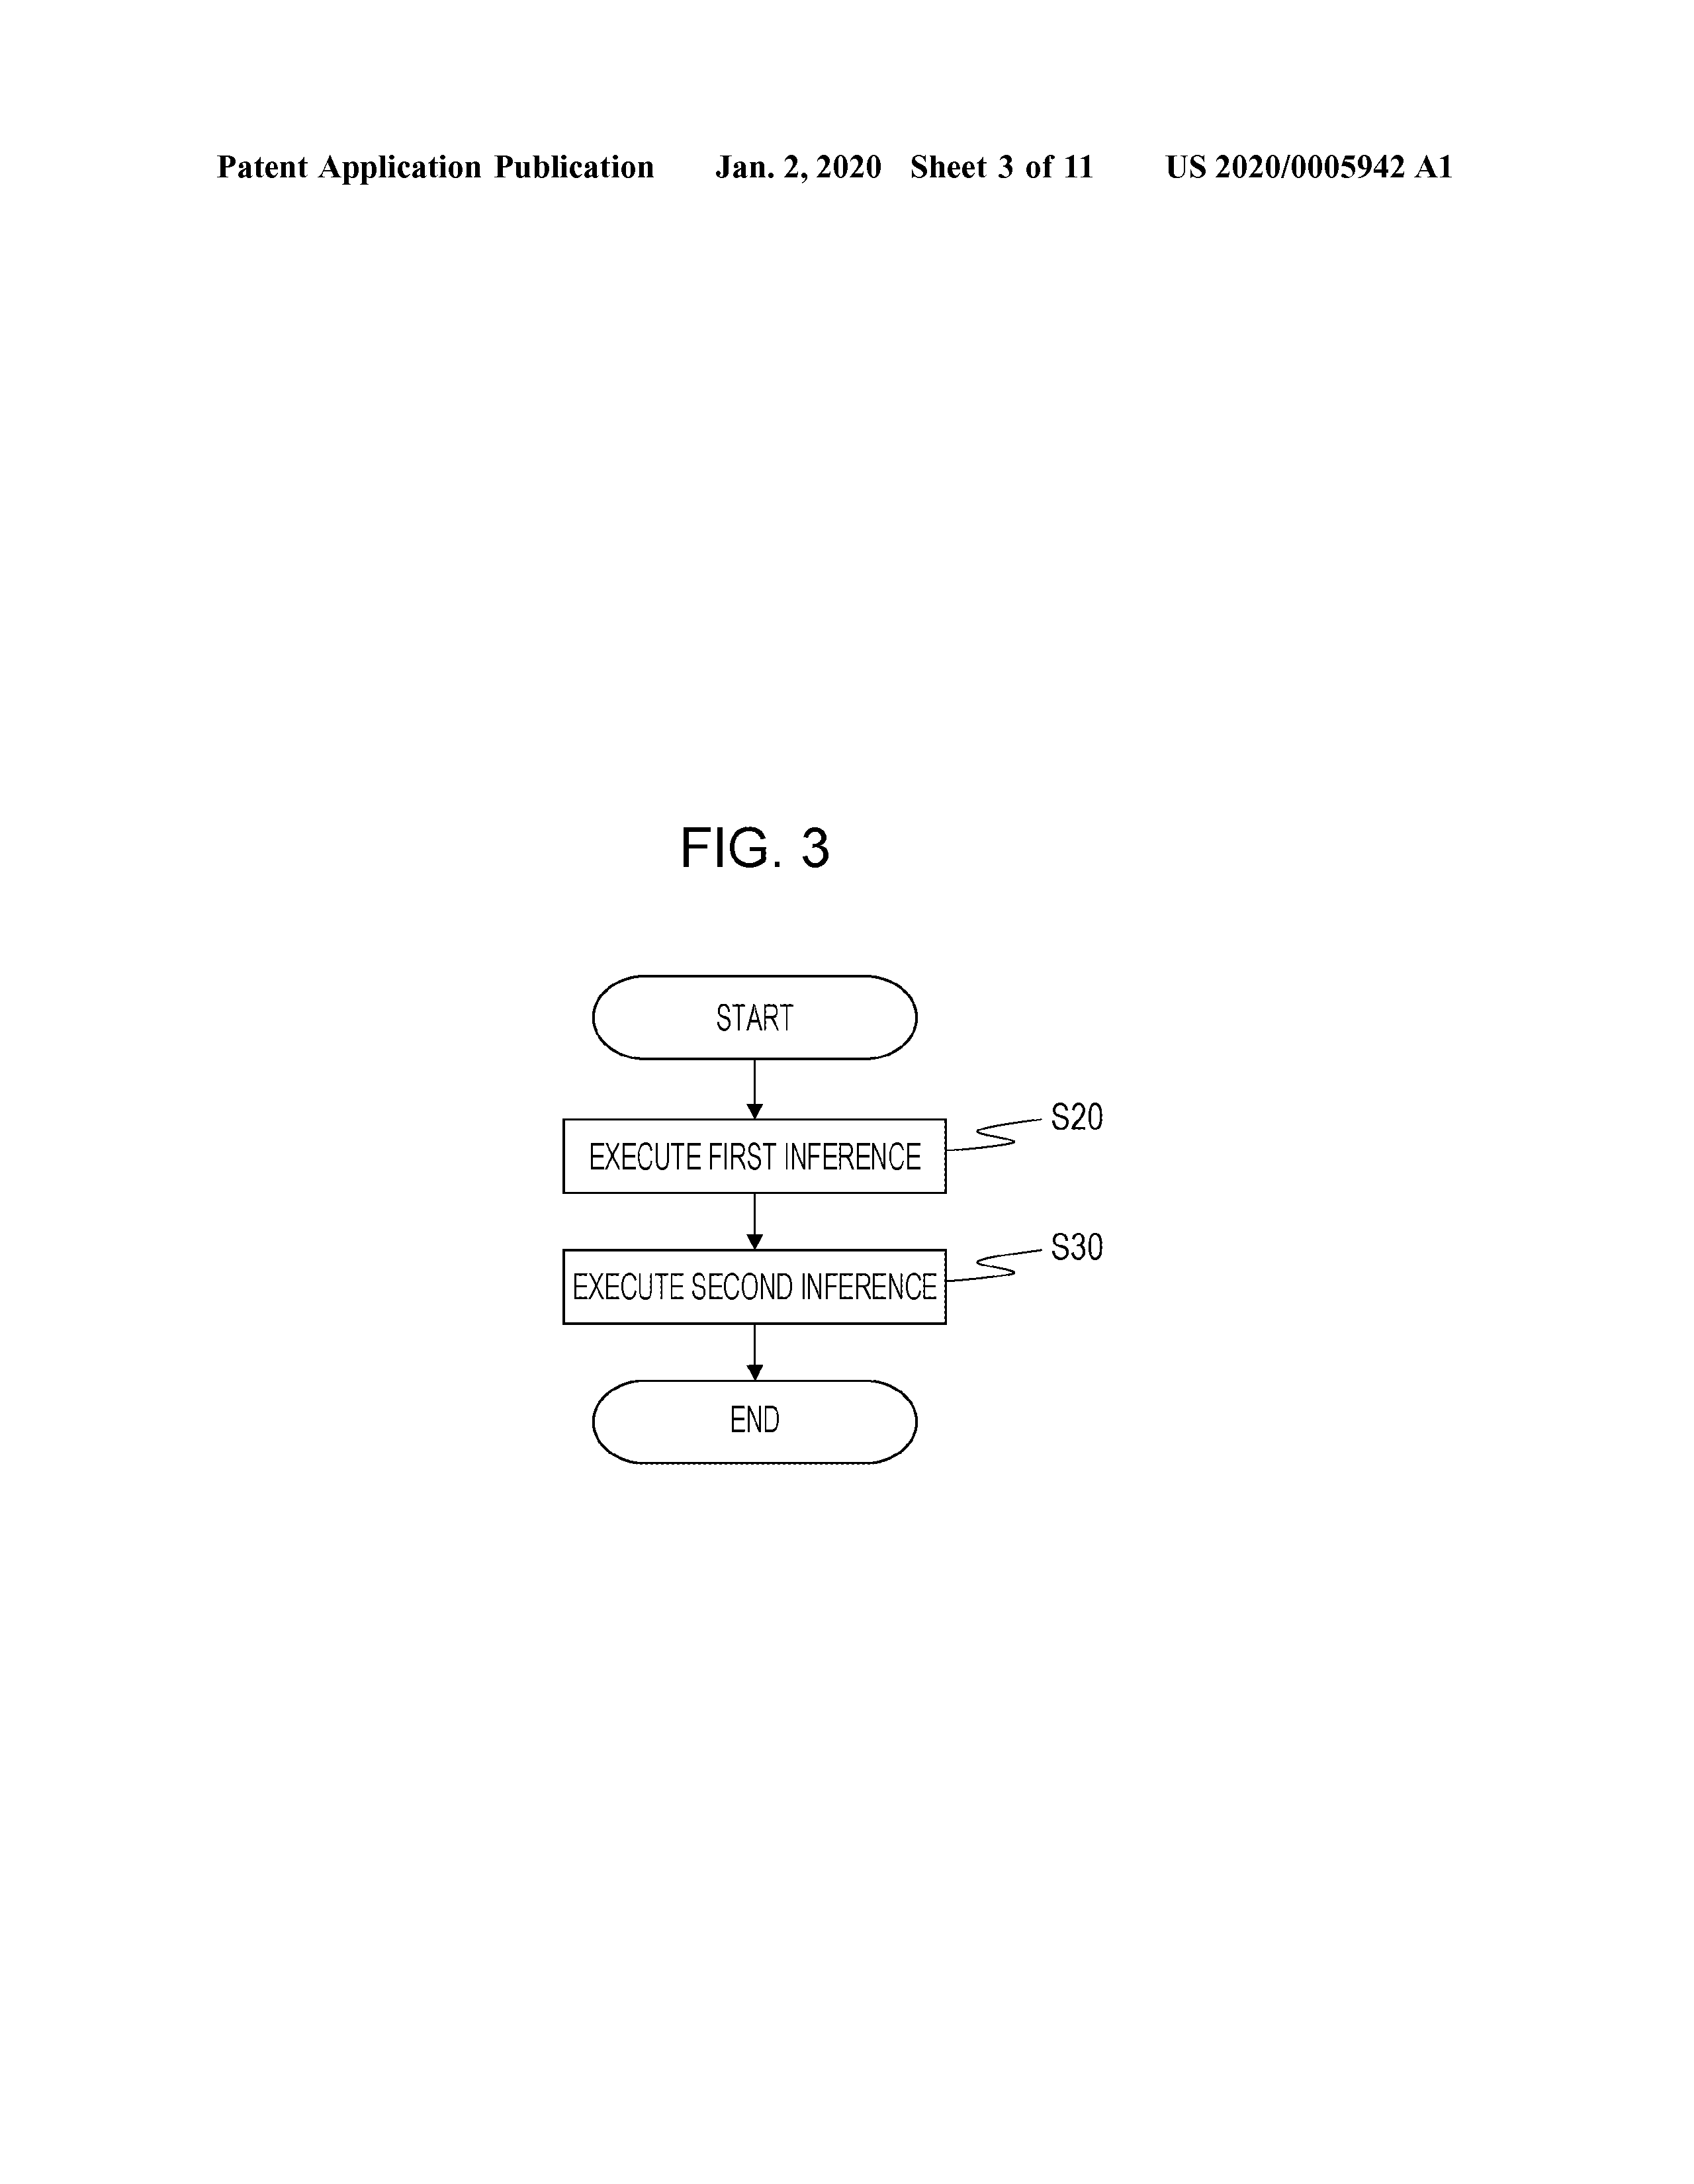 Patent Application Publication Jan. 2, 2020 Sheet 3 of 11 US 2020/0005942 A1
FIG. 3
START
S20
EXECUTE FIRST INFERENCE
S30
EXECUTE SECOND INFERENCE
END